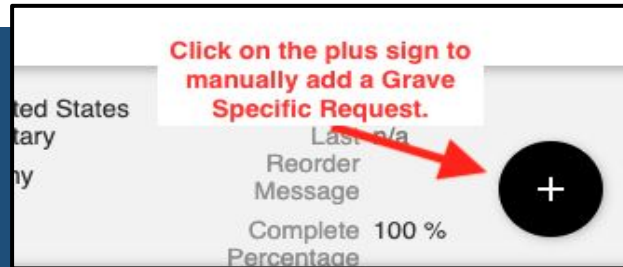 Click on the plus sign to
manually add a Grave
Specific Request.
ted States
tary
ny
Last n/a
Reorder
Message
Complete 100 %
Percentage
+